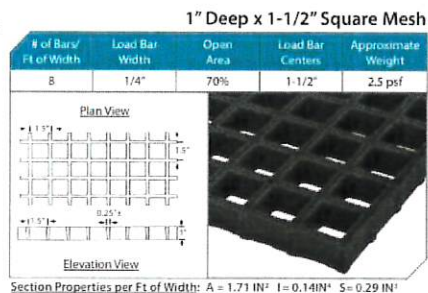 1" Deep x 1-1/2" Square Mesh
# of Bars/ Load Bar Open Load Bar Approximate
Ft of Width Width Area Centers Weight
8 1/4" 70% 1-1/2" 2.5 psf
Plan View
1.5"
1.5"
0.25"±
1.5"
1"
Elevation View
Section Properties per Ft of Width: A = 1.71 IN² I = 0.14IN⁴ S= 0.29 IN³